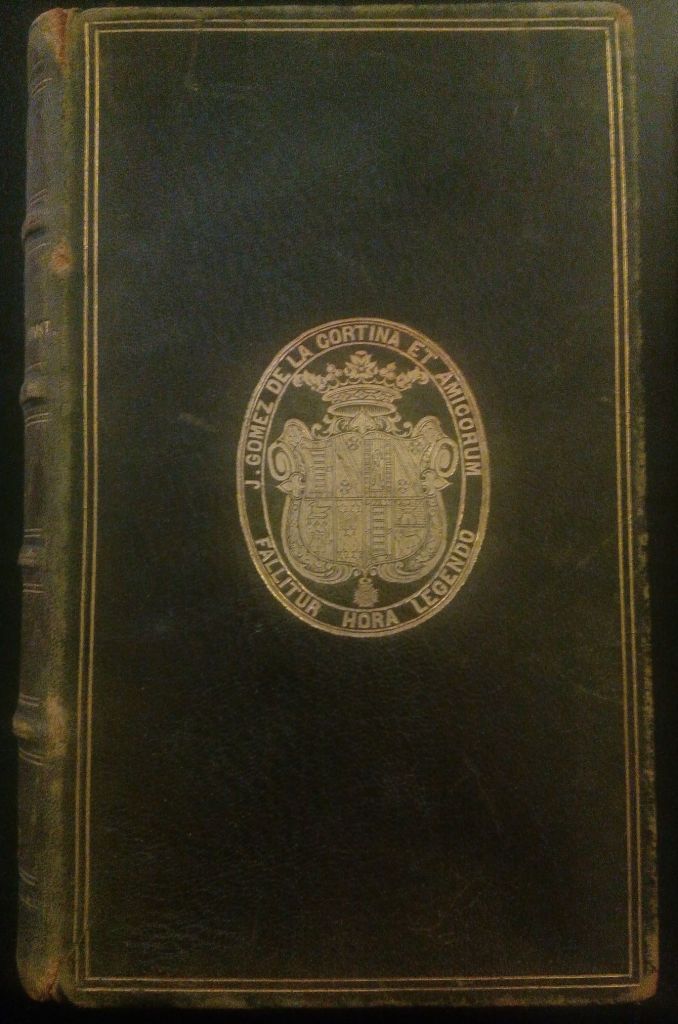 J. GOMEZ DE LA CORTINA ET AMICORUM
FALLITUR HORA LEGENDO